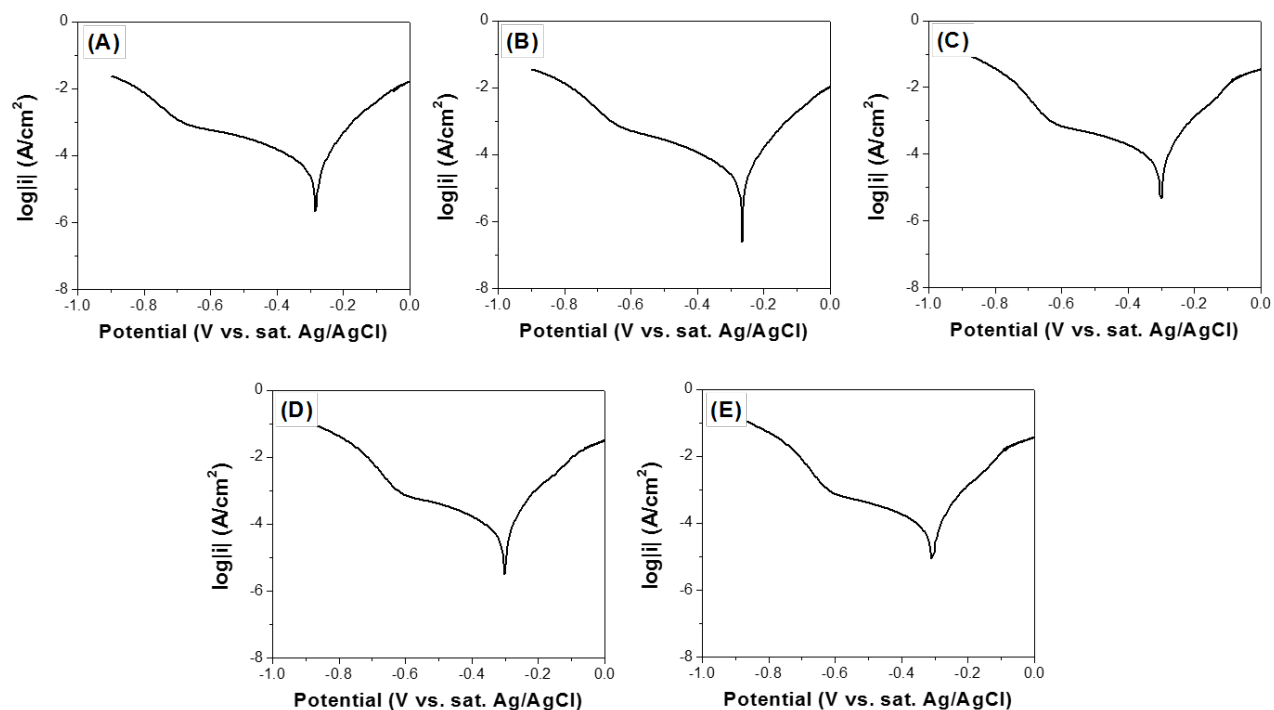 (A)
log|i| (A/cm²)
0
-2
-4
-6
-8
-1.0 -0.8 -0.6 -0.4 -0.2 0.0
Potential (V vs. sat. Ag/AgCl)
(B)
log|i| (A/cm²)
0
-2
-4
-6
-8
-1.0 -0.8 -0.6 -0.4 -0.2 0.0
Potential (V vs. sat. Ag/AgCl)
(C)
log|i| (A/cm²)
0
-2
-4
-6
-8
-1.0 -0.8 -0.6 -0.4 -0.2 0.0
Potential (V vs. sat. Ag/AgCl)
(D)
log|i| (A/cm²)
0
-2
-4
-6
-8
-1.0 -0.8 -0.6 -0.4 -0.2 0.0
Potential (V vs. sat. Ag/AgCl)
(E)
log|i| (A/cm²)
0
-2
-4
-6
-8
-1.0 -0.8 -0.6 -0.4 -0.2 0.0
Potential (V vs. sat. Ag/AgCl)